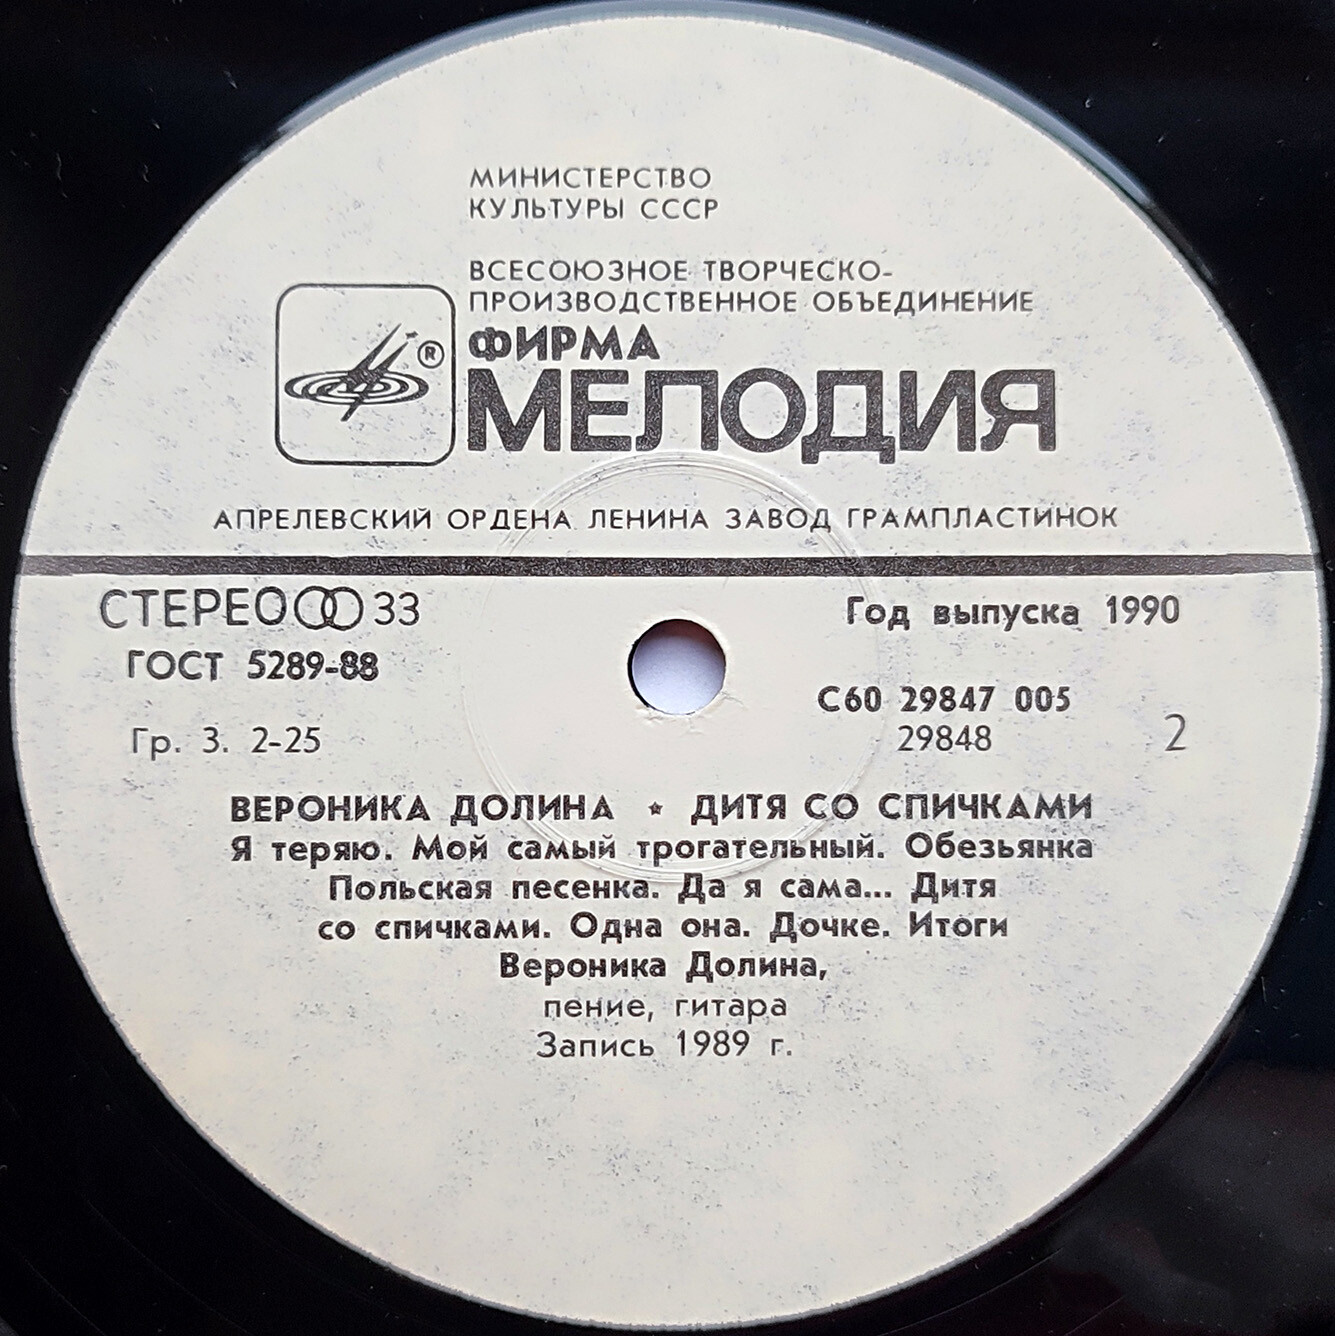 МИНИСТЕРСТВО
КУЛЬТУРЫ СССР
ВСЕСОЮЗНОЕ ТВОРЧЕСКО-
ПРОИЗВОДСТВЕННОЕ ОБЪЕДИНЕНИЕ
®
ФИРМА
МЕЛОДИЯ
АПРЕЛЕВСКИЙ ОРДЕНА ЛЕНИНА ЗАВОД ГРАМПЛАСТИНОК
СТЕРЕО 33
Год выпуска 1990
ГОСТ 5289-88
С60 29847 005
Гр. 3. 2-25
29848
2
ВЕРОНИКА ДОЛИНА ★ ДИТЯ СО СПИЧКАМИ
Я теряю. Мой самый трогательный. Обезьянка
Польская песенка. Да я сама... Дитя
со спичками. Одна она. Дочке. Итоги
Вероника Долина,
пение, гитара
Запись 1989 г.